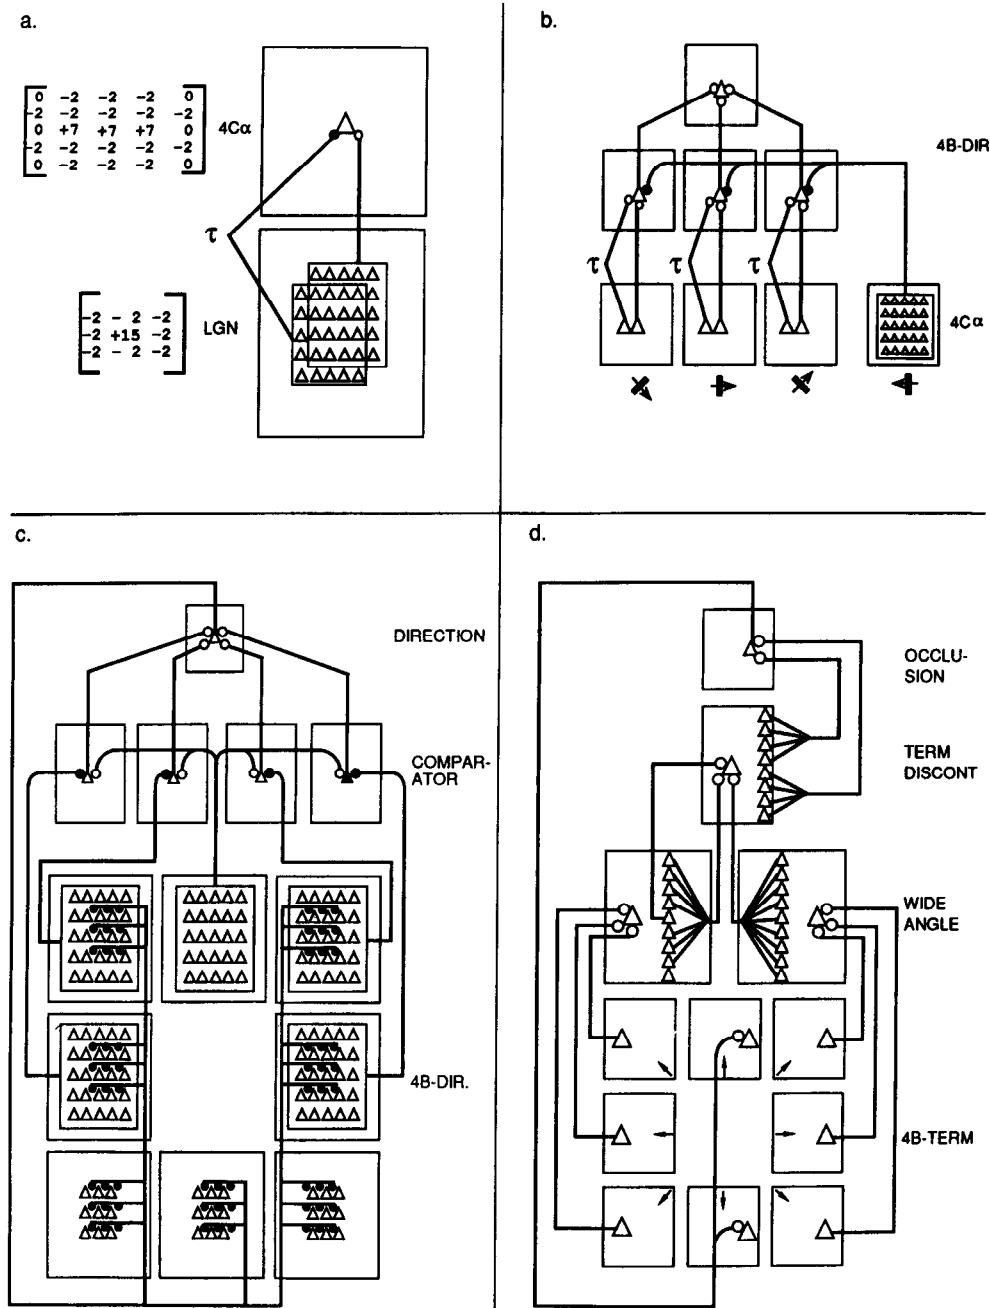 a.
0 -2 -2 -2 0
-2 -2 -2 -2 -2
0 +7 +7 +7 0
-2 -2 -2 -2 -2
0 -2 -2 -2 0
4Cα
τ
-2 - 2 -2
-2 +15 -2
-2 - 2 -2
LGN
b.
4B-DIR
τ τ τ
4Cα
c.
DIRECTION
COMPAR-
ATOR
4B-DIR.
d.
OCCLU-
SION
TERM
DISCONT
WIDE
ANGLE
4B-TERM